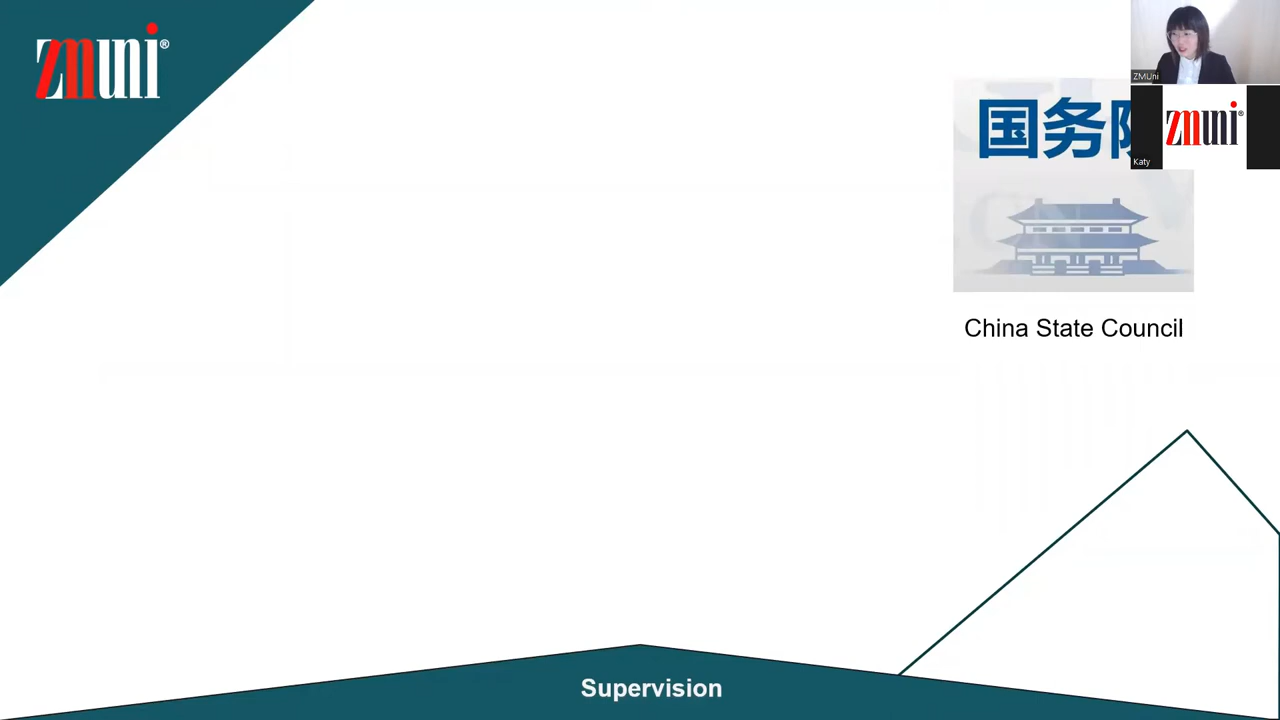 zmuni®
ZMUni
国务
zmuni®
Katy
China State Council
Supervision